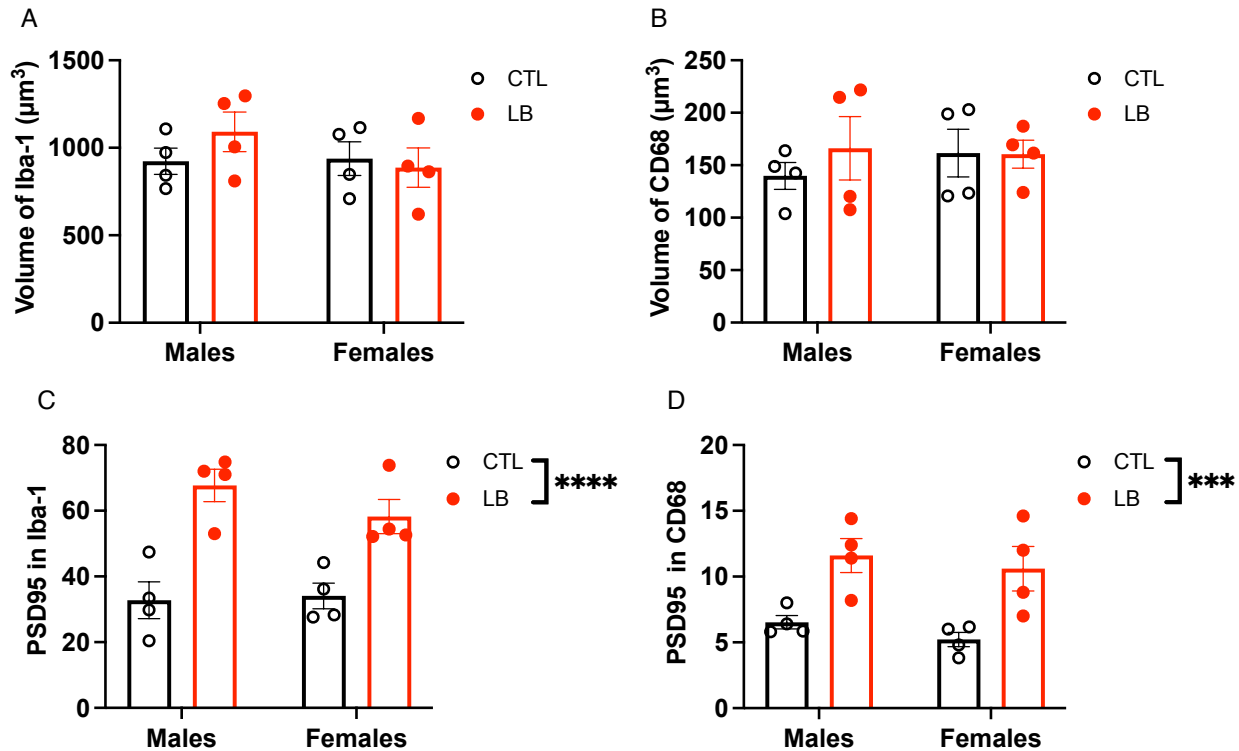 A
Volume of Iba-1 (µm³)
1500
1000
500
0
Males
Females
CTL
LB
B
Volume of CD68 (µm³)
250
200
150
100
50
0
Males
Females
CTL
LB
C
PSD95 in Iba-1
80
60
40
20
0
Males
Females
CTL
LB
****
D
PSD95 in CD68
20
15
10
5
0
Males
Females
CTL
LB
***